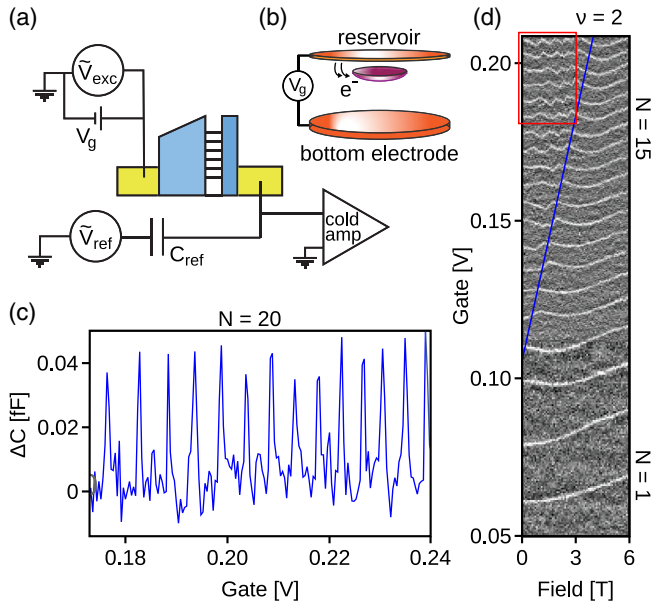 (a)
Ṽexc
Vg
Ṽref
Cref
cold
amp
(b)
reservoir
Vg
e-
bottom electrode
(c)
N = 20
ΔC [fF]
0.04
0.02
0
0.18
0.20
0.22
0.24
Gate [V]
(d)
ν = 2
0.20
0.15
0.10
0.05
Gate [V]
N = 15
N = 1
0
3
6
Field [T]